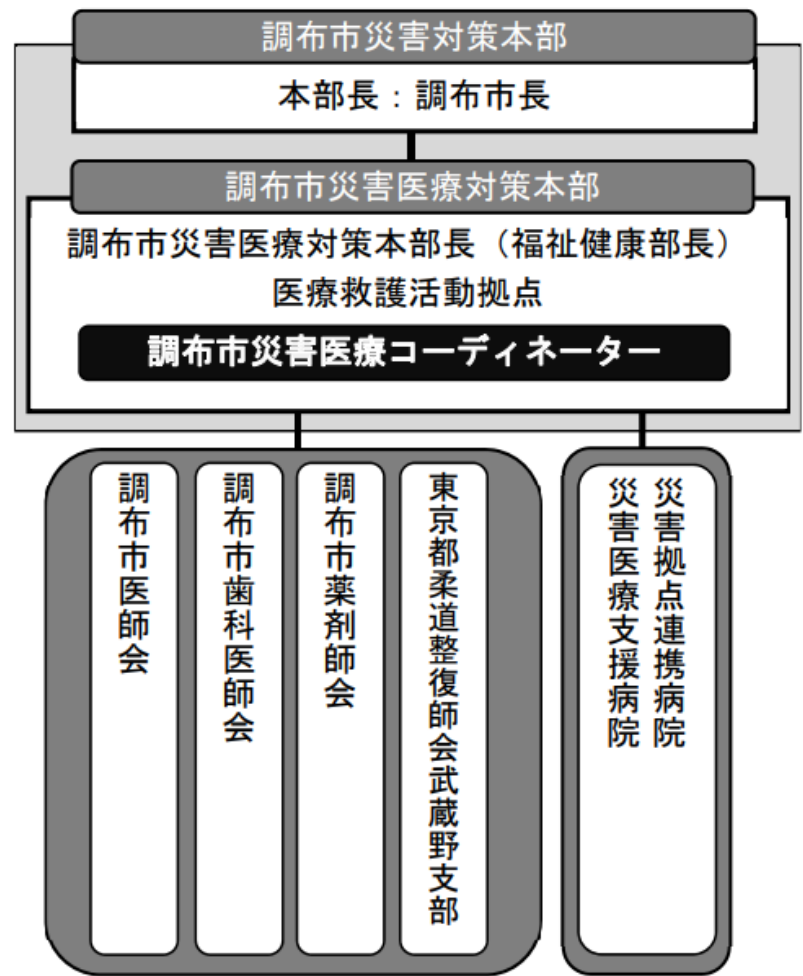 調布市災害対策本部
本部長：調布市長
調布市災害医療対策本部
調布市災害医療対策本部長（福祉健康部長）
医療救護活動拠点
調布市災害医療コーディネーター
調布市医師会
調布市歯科医師会
調布市薬剤師会
東京都柔道整復師会武蔵野支部
災害拠点連携病院
災害医療支援病院